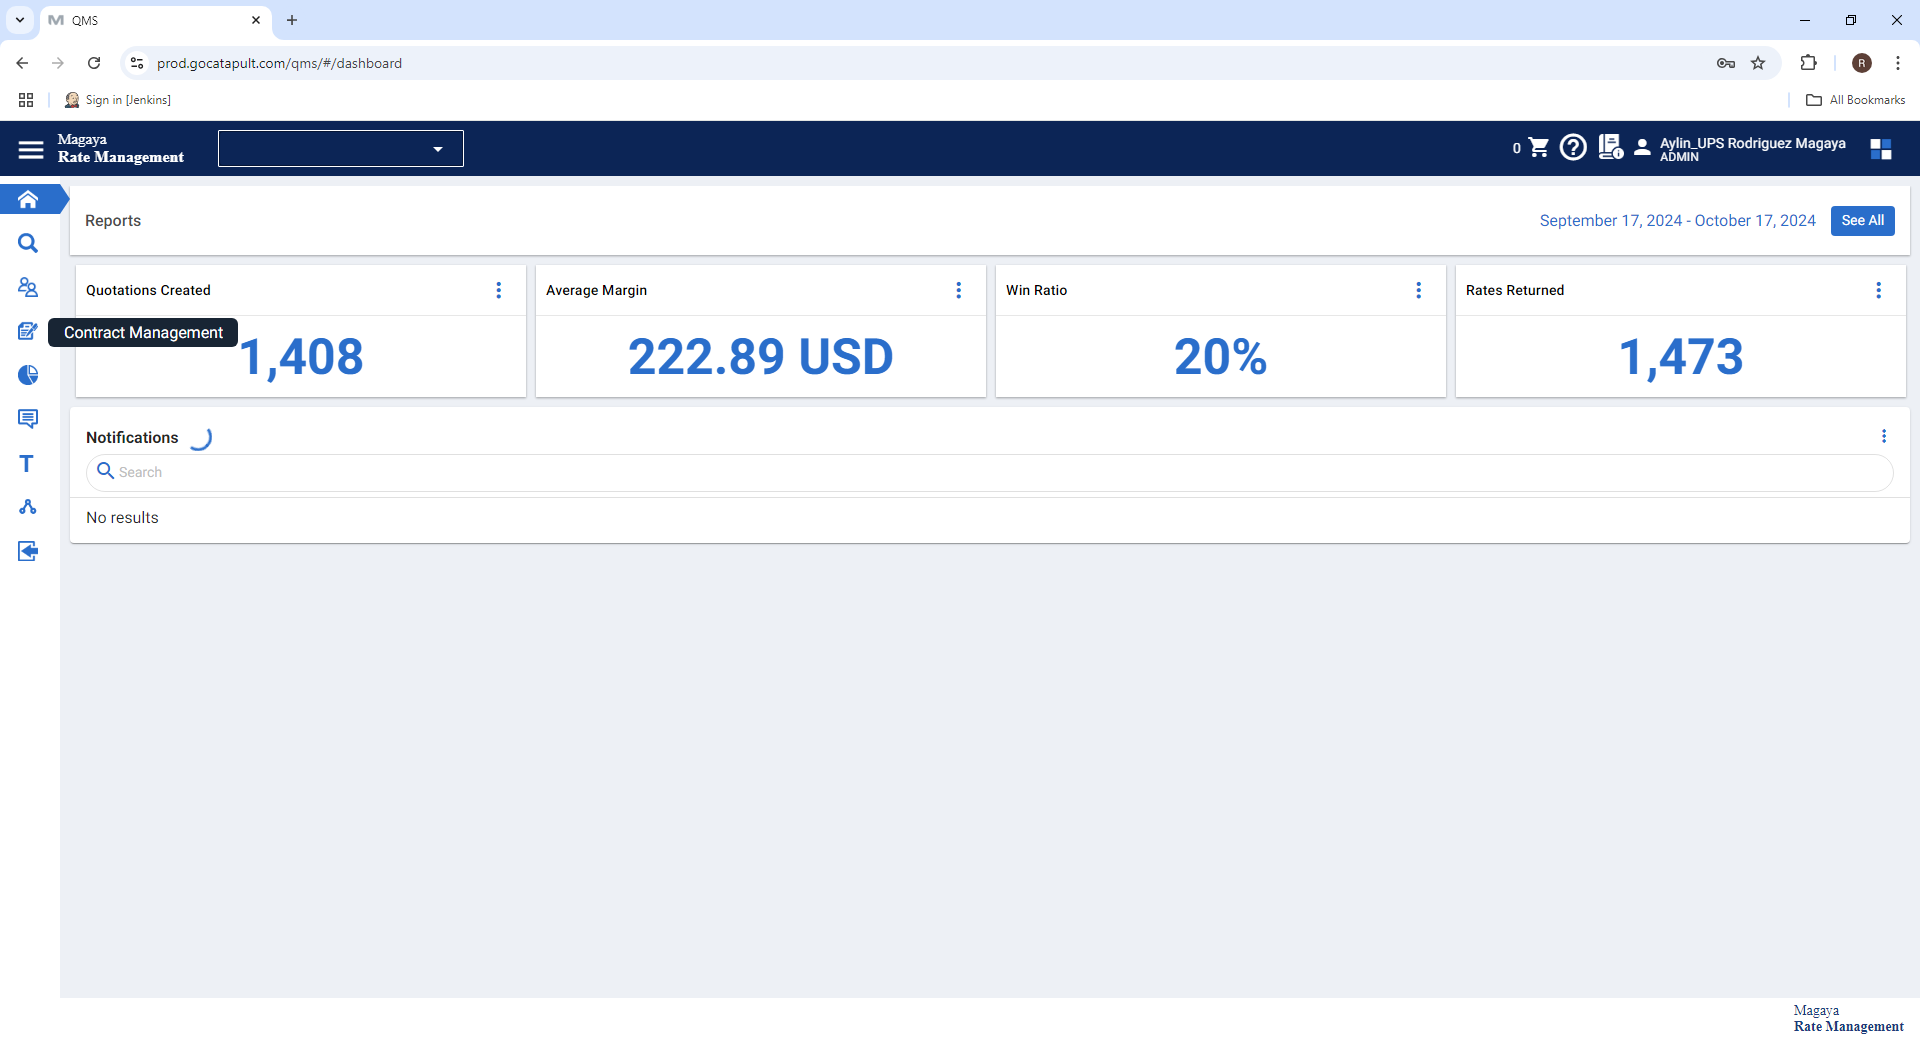 QMS
prod.gocatapult.com/qms/#/dashboard
R
Sign in [Jenkins]
All Bookmarks
Magaya
Rate Management
0
Aylin_UPS Rodriguez Magaya
ADMIN
Reports
September 17, 2024 - October 17, 2024
See All
Quotations Created
Average Margin
Win Ratio
Rates Returned
Contract Management
1,408
222.89 USD
20%
1,473
Notifications
Search
No results
Magaya
Rate Management